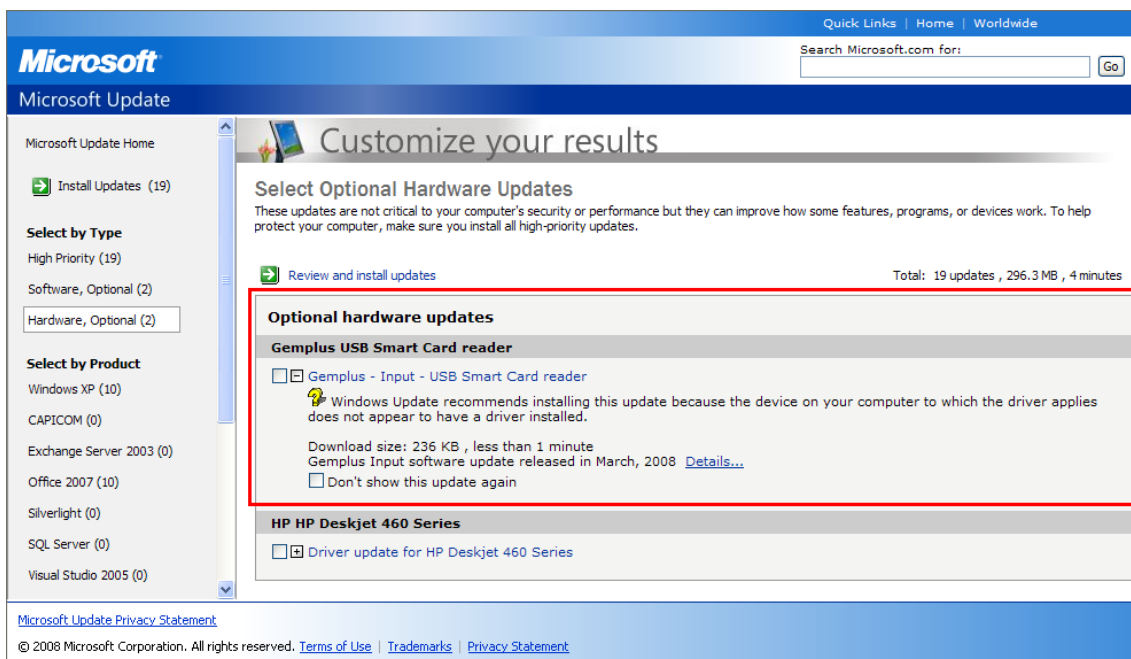 Quick Links | Home | Worldwide
Microsoft
Search Microsoft.com for:
Go
Microsoft Update
Microsoft Update Home
Install Updates (19)
Select by Type
High Priority (19)
Software, Optional (2)
Hardware, Optional (2)
Select by Product
Windows XP (10)
CAPICOM (0)
Exchange Server 2003 (0)
Office 2007 (10)
Silverlight (0)
SQL Server (0)
Visual Studio 2005 (0)
Customize your results
Select Optional Hardware Updates
These updates are not critical to your computer's security or performance but they can improve how some features, programs, or devices work. To help
protect your computer, make sure you install all high-priority updates.
Review and install updates
Total: 19 updates , 296.3 MB , 4 minutes
Optional hardware updates
Gemplus USB Smart Card reader
Gemplus - Input - USB Smart Card reader
Windows Update recommends installing this update because the device on your computer to which the driver applies
does not appear to have a driver installed.
Download size: 236 KB , less than 1 minute
Gemplus Input software update released in March, 2008 Details...
Don't show this update again
HP HP Deskjet 460 Series
Driver update for HP Deskjet 460 Series
Microsoft Update Privacy Statement
© 2008 Microsoft Corporation. All rights reserved. Terms of Use | Trademarks | Privacy Statement